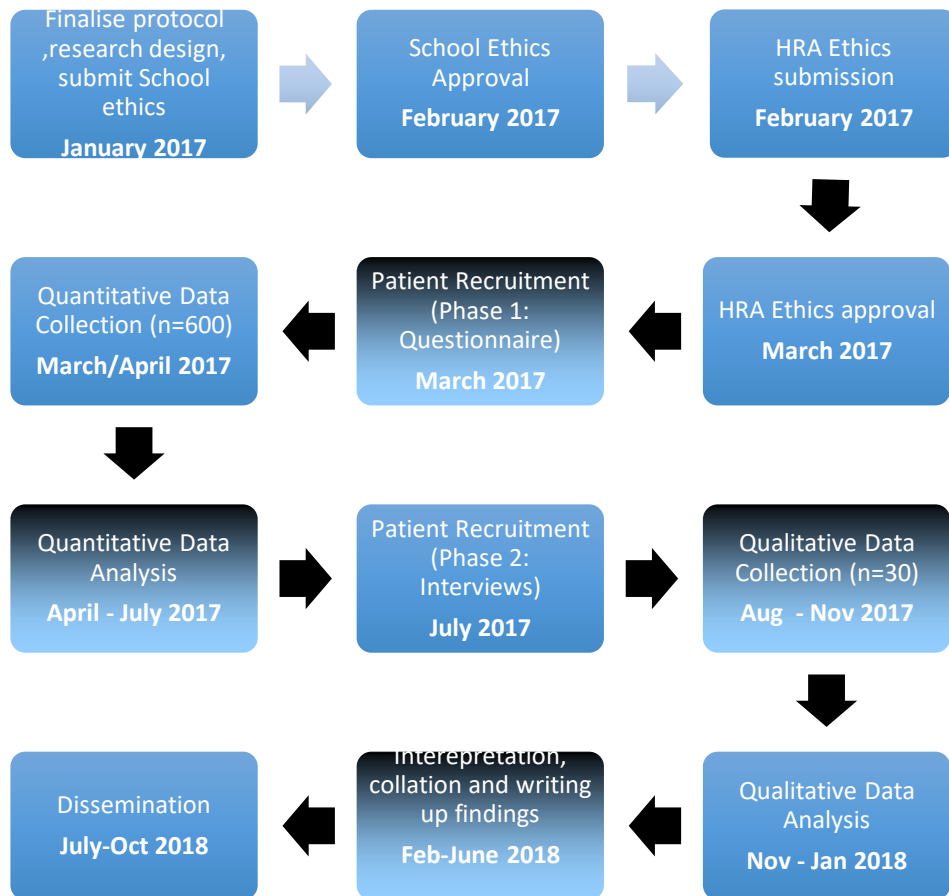 Finalise protocol
,research design,
submit School
ethics
January 2017
School Ethics
Approval
February 2017
HRA Ethics
submission
February 2017
Quantitative Data
Collection (n=600)
March/April 2017
Patient Recruitment
(Phase 1:
Questionnaire)
March 2017
HRA Ethics approval
March 2017
Quantitative Data
Analysis
April - July 2017
Patient Recruitment
(Phase 2:
Interviews)
July 2017
Qualitative Data
Collection (n=30)
Aug  - Nov 2017
Dissemination
July-Oct 2018
Interepretation,
collation and writing
up findings
Feb-June 2018
Qualitative Data
Analysis
Nov - Jan 2018